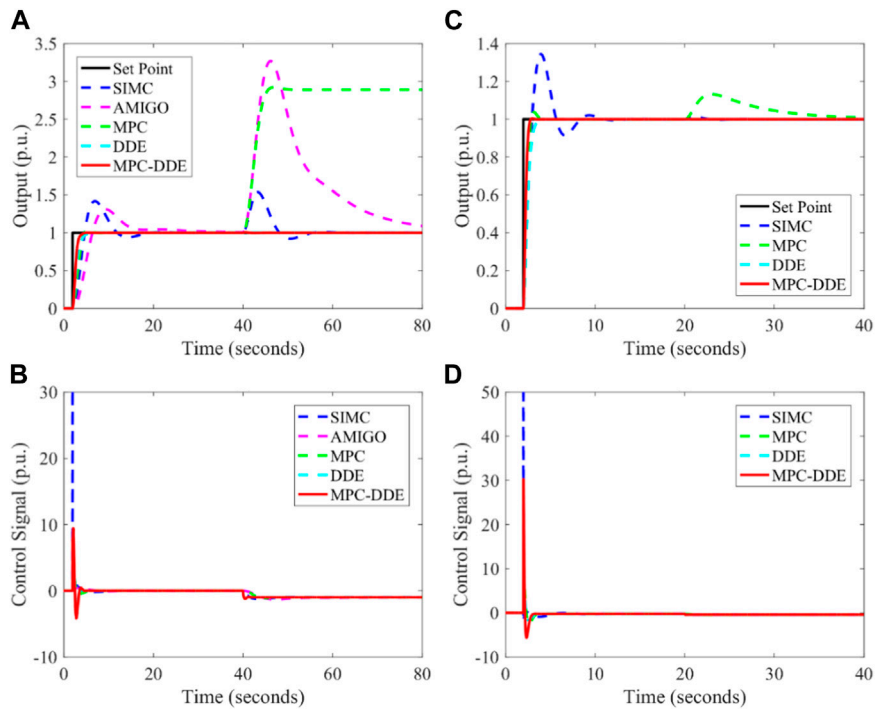 A
3.5
3
2.5
2
1.5
1
0.5
0
0 20 40 60 80
Output (p.u.)
Time (seconds)
Set Point
SIMC
AMIGO
MPC
DDE
MPC-DDE
C
1.4
1.2
1
0.8
0.6
0.4
0.2
0
0 10 20 30 40
Output (p.u.)
Time (seconds)
Set Point
SIMC
MPC
DDE
MPC-DDE
B
30
20
10
0
-10
0 20 40 60 80
Control Signal (p.u.)
Time (seconds)
SIMC
AMIGO
MPC
DDE
MPC-DDE
D
50
40
30
20
10
0
-10
0 10 20 30 40
Control Signal (p.u.)
Time (seconds)
SIMC
MPC
DDE
MPC-DDE